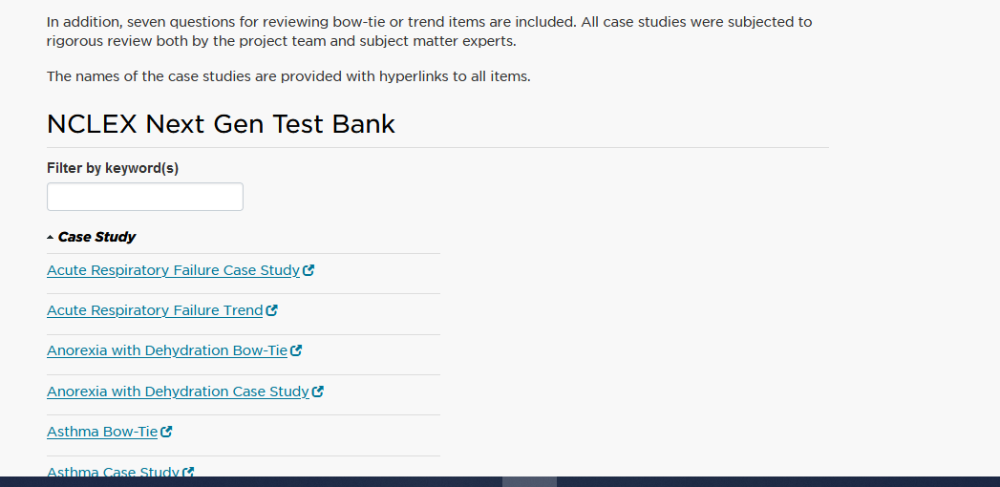 In addition, seven questions for reviewing bow-tie or trend items are included. All case studies were subjected to
rigorous review both by the project team and subject matter experts.
The names of the case studies are provided with hyperlinks to all items.
NCLEX Next Gen Test Bank
Filter by keyword(s)
Case Study
Acute Respiratory Failure Case Study
Acute Respiratory Failure Trend
Anorexia with Dehydration Bow-Tie
Anorexia with Dehydration Case Study
Asthma Bow-Tie
Asthma Case Study